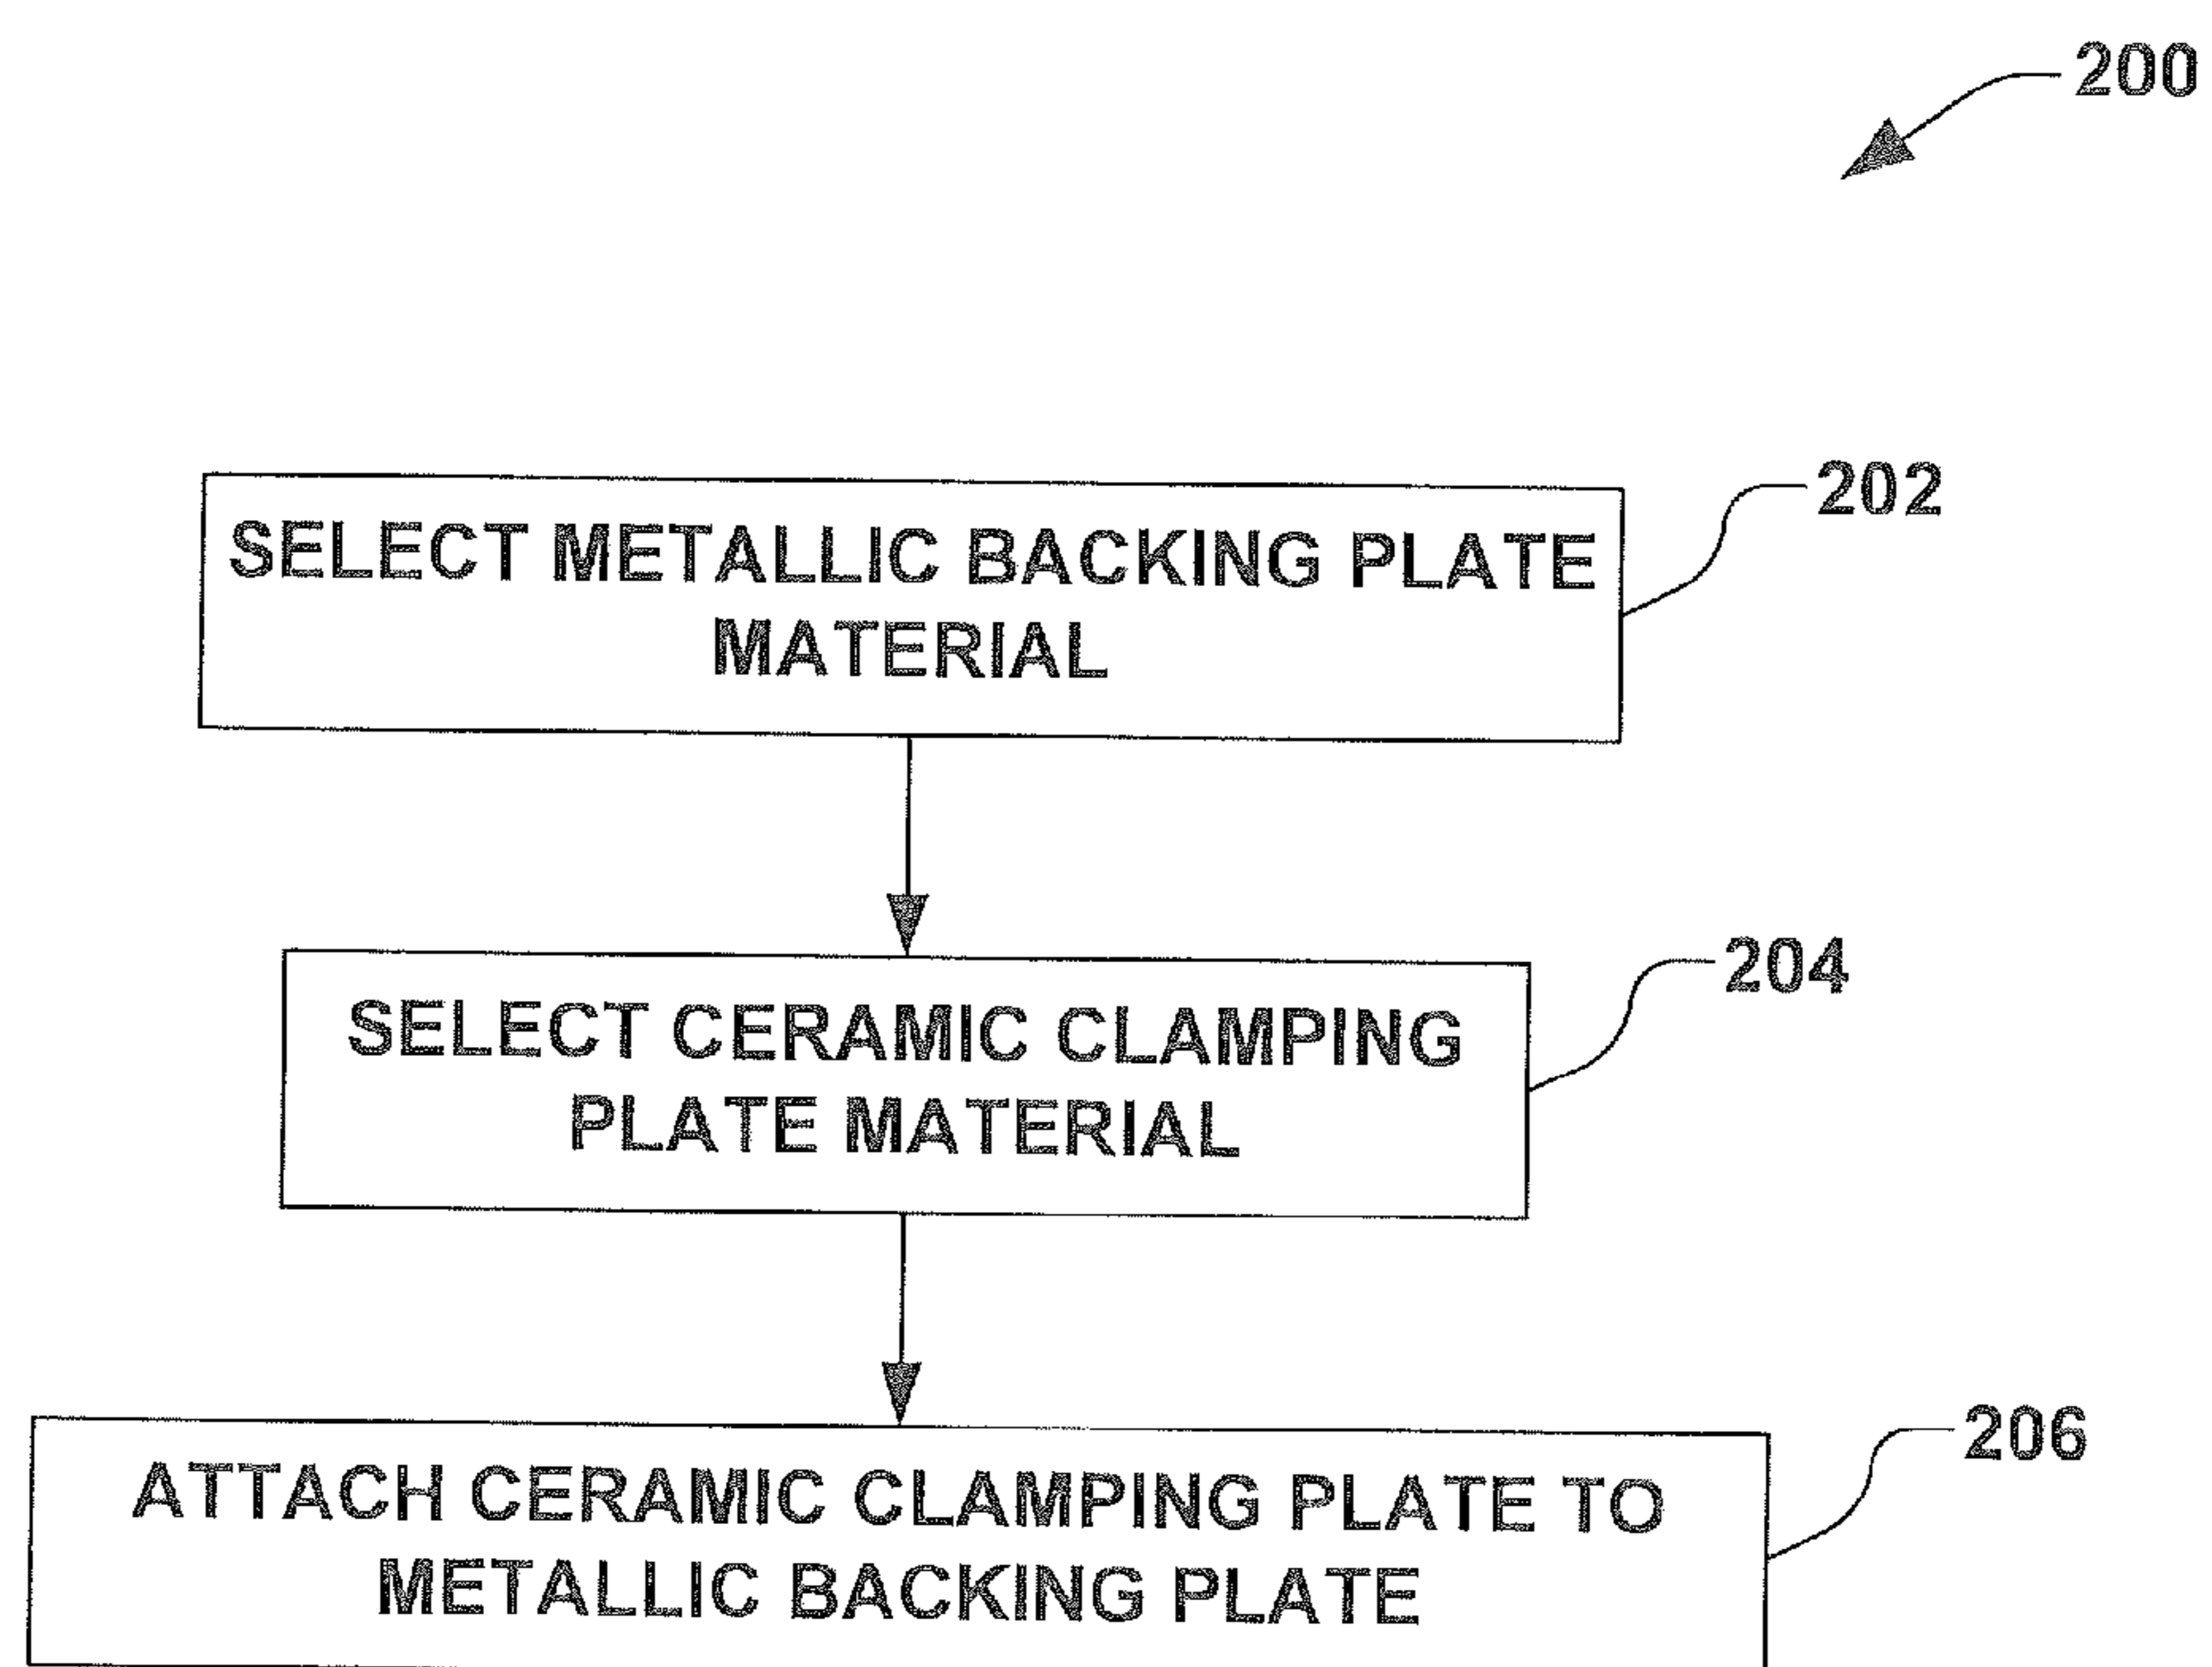 200
202
SELECT METALLIC BACKING PLATE
MATERIAL
204
SELECT CERAMIC CLAMPING
PLATE MATERIAL
206
ATTACH CERAMIC CLAMPING PLATE TO
METALLIC BACKING PLATE